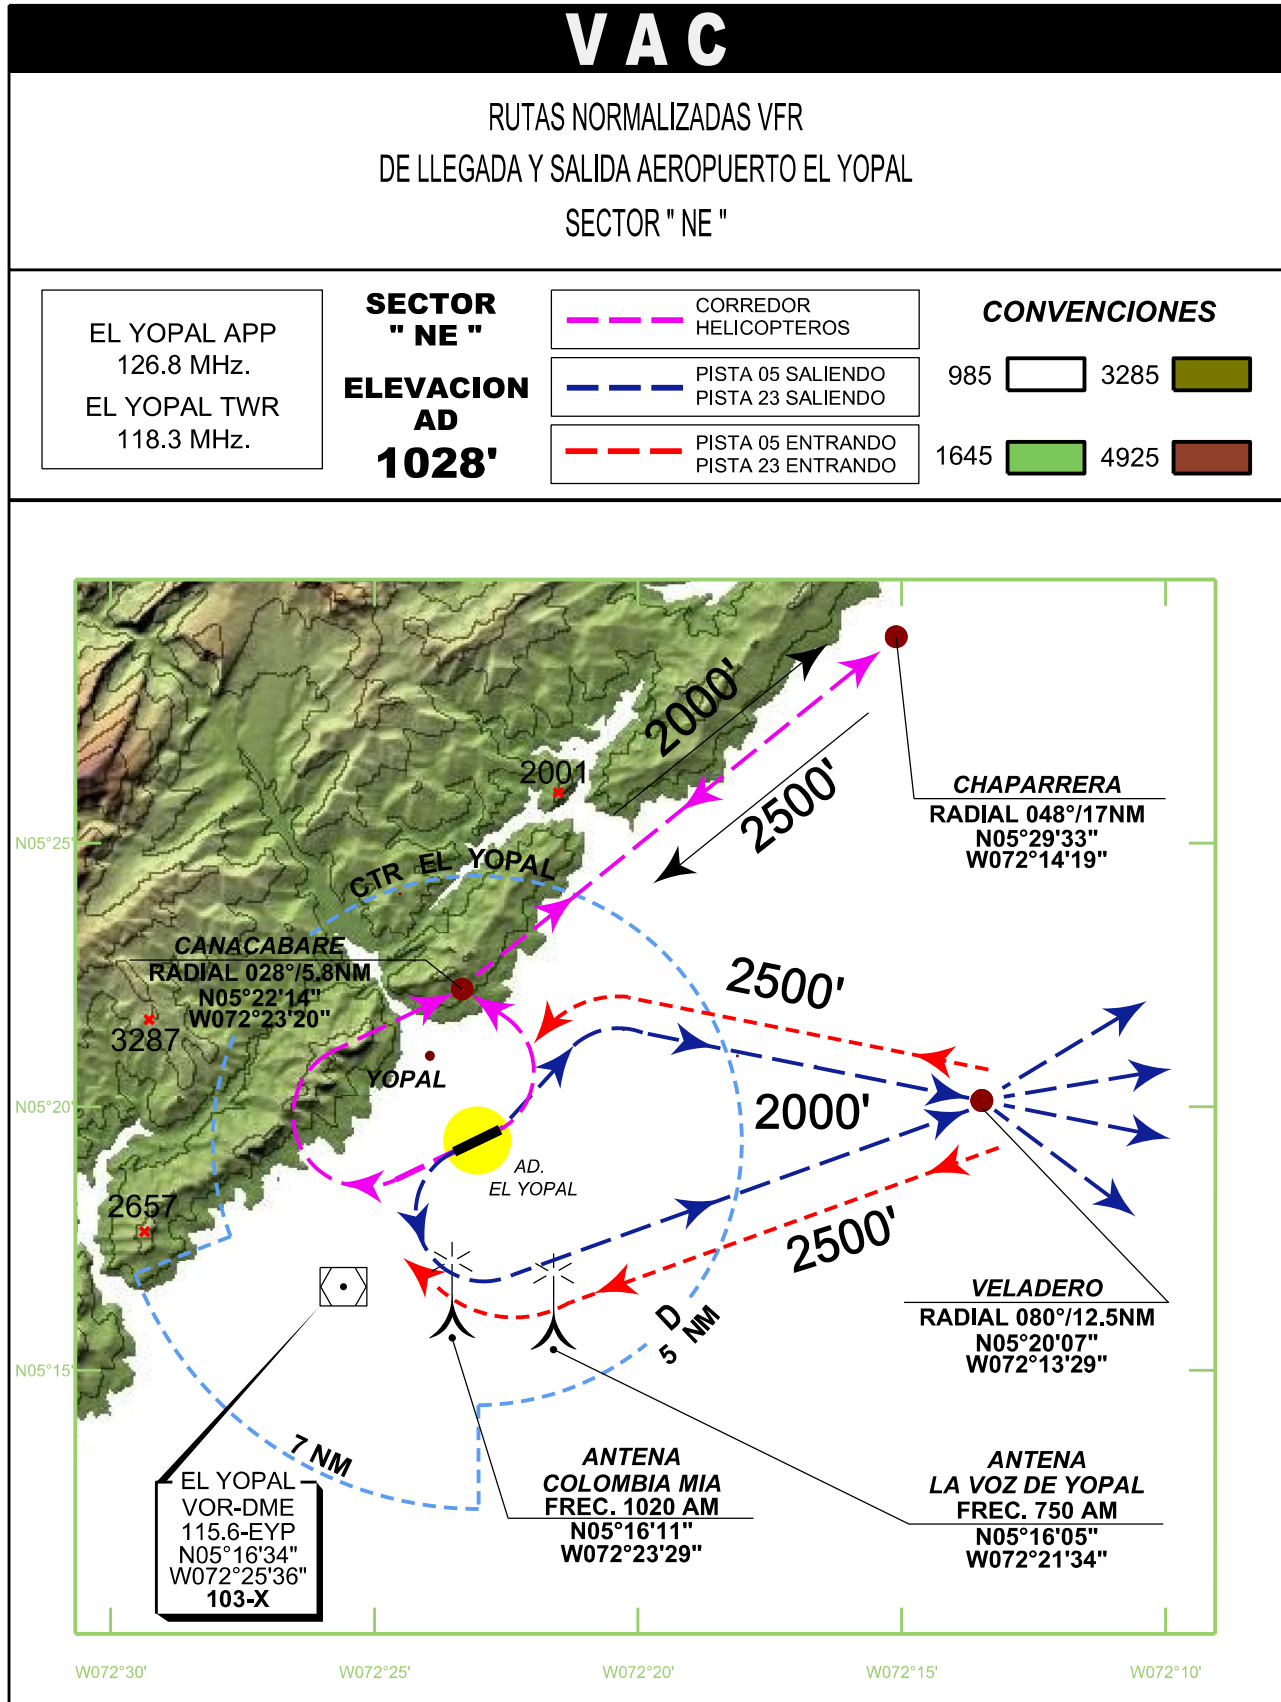 VAC
RUTAS NORMALIZADAS VFR
DE LLEGADA Y SALIDA AEROPUERTO EL YOPAL
SECTOR " NE "
EL YOPAL APP
126.8 MHz.
EL YOPAL TWR
118.3 MHz.
SECTOR
" NE "
ELEVACION
AD
1028'
CORREDOR
HELICOPTEROS
PISTA 05 SALIENDO
PISTA 23 SALIENDO
PISTA 05 ENTRANDO
PISTA 23 ENTRANDO
CONVENCIONES
985
3285
1645
4925
2000'
2500'
2001
CHAPARRERA
RADIAL 048°/17NM
N05°29'33"
W072°14'19"
N05°25'
CTR EL YOPAL
CANACABARE
RADIAL 028°/5.8NM
N05°22'14"
W072°23'20"
3287
2500'
YOPAL
N05°20'
2000'
AD.
EL YOPAL
2657
2500'
VELADERO
RADIAL 080°/12.5NM
N05°20'07"
W072°13'29"
D
5 NM
N05°15'
7 NM
EL YOPAL
VOR-DME
115.6-EYP
N05°16'34"
W072°25'36"
103-X
ANTENA
COLOMBIA MIA
FREC. 1020 AM
N05°16'11"
W072°23'29"
ANTENA
LA VOZ DE YOPAL
FREC. 750 AM
N05°16'05"
W072°21'34"
W072°30'
W072°25'
W072°20'
W072°15'
W072°10'